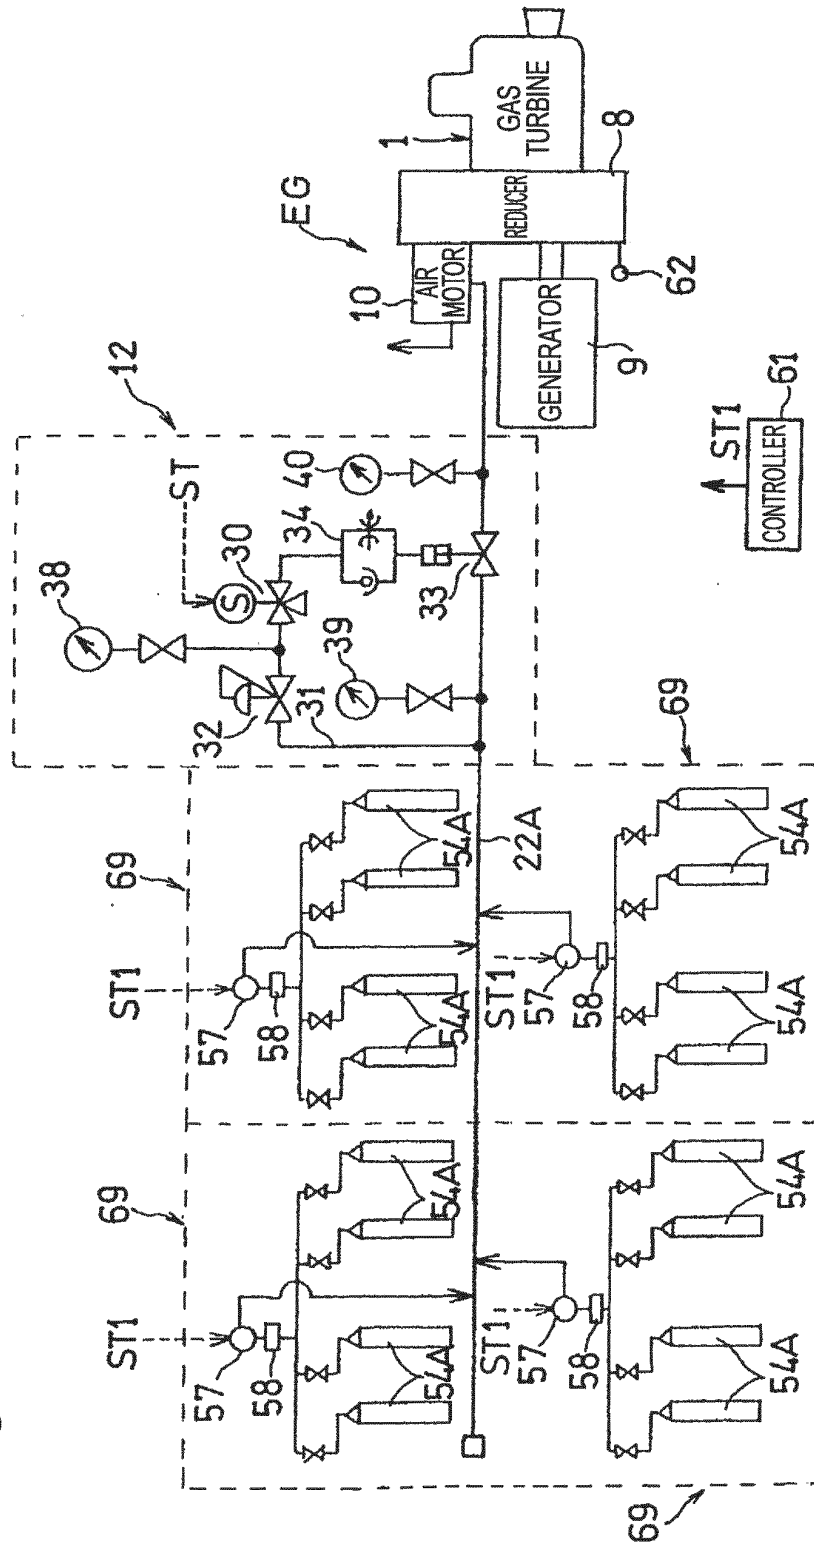 EG
1
GAS
TURBINE
REDUCER
8
10
AIR
MOTOR
GENERATOR
9
62
12
ST
38
30
34
40
32
31
39
33
ST1
61
CONTROLLER
69
ST1
57
58
54A
54A
22A
69
ST1
57
58
54A
54A
69
ST1
57
58
54A
54A
ST1
57
58
54A
54A
69